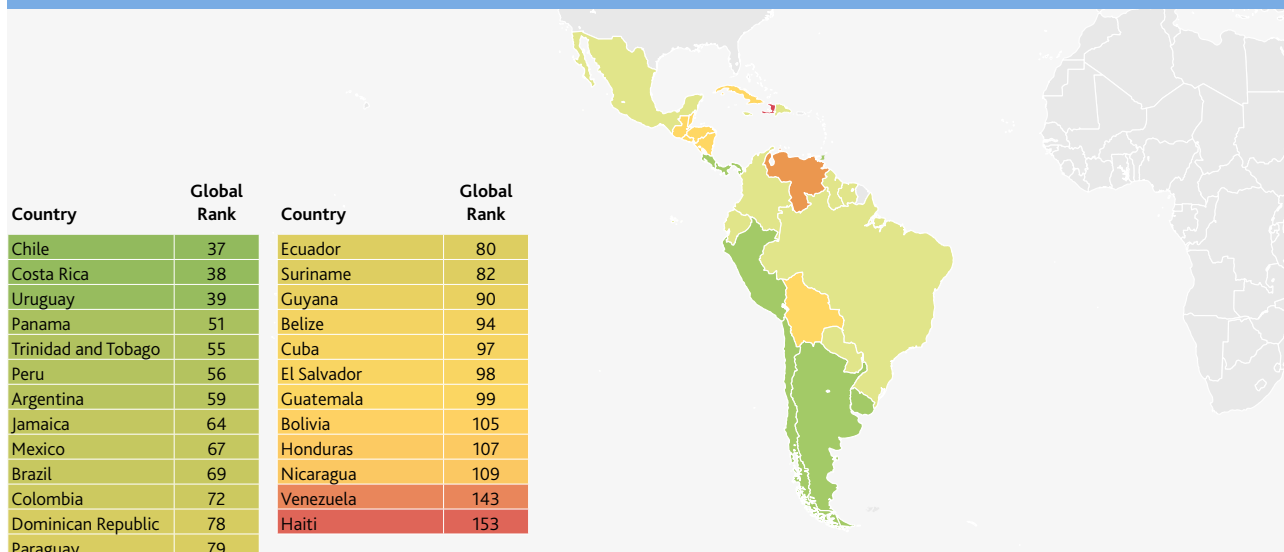 Country Global Rank
Chile 37
Costa Rica 38
Uruguay 39
Panama 51
Trinidad and Tobago 55
Peru 56
Argentina 59
Jamaica 64
Mexico 67
Brazil 69
Colombia 72
Dominican Republic 78
Paraguay 79
Country Global Rank
Ecuador 80
Suriname 82
Guyana 90
Belize 94
Cuba 97
El Salvador 98
Guatemala 99
Bolivia 105
Honduras 107
Nicaragua 109
Venezuela 143
Haiti 153